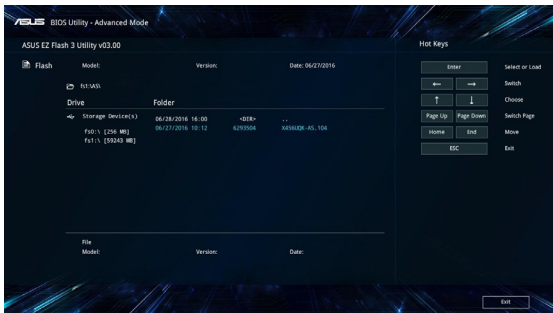 ASUS BIOS Utility - Advanced Mode
ASUS EZ Flash 3 Utility v03.00
Hot Keys
Flash
Model: Version: Date: 06/27/2016
fs1:\A5\
Drive Folder
Storage Device(s)
fs0:\ [256 MB]
fs1:\ [59243 MB]
06/28/2016 16:00 <DIR> ..
06/27/2016 10:12 6293504 X456UQK-AS.104
Enter Select or Load
← → Switch
↑ ↓ Choose
Page Up Page Down Switch Page
Home End Move
ESC Exit
File
Model: Version: Date:
Exit